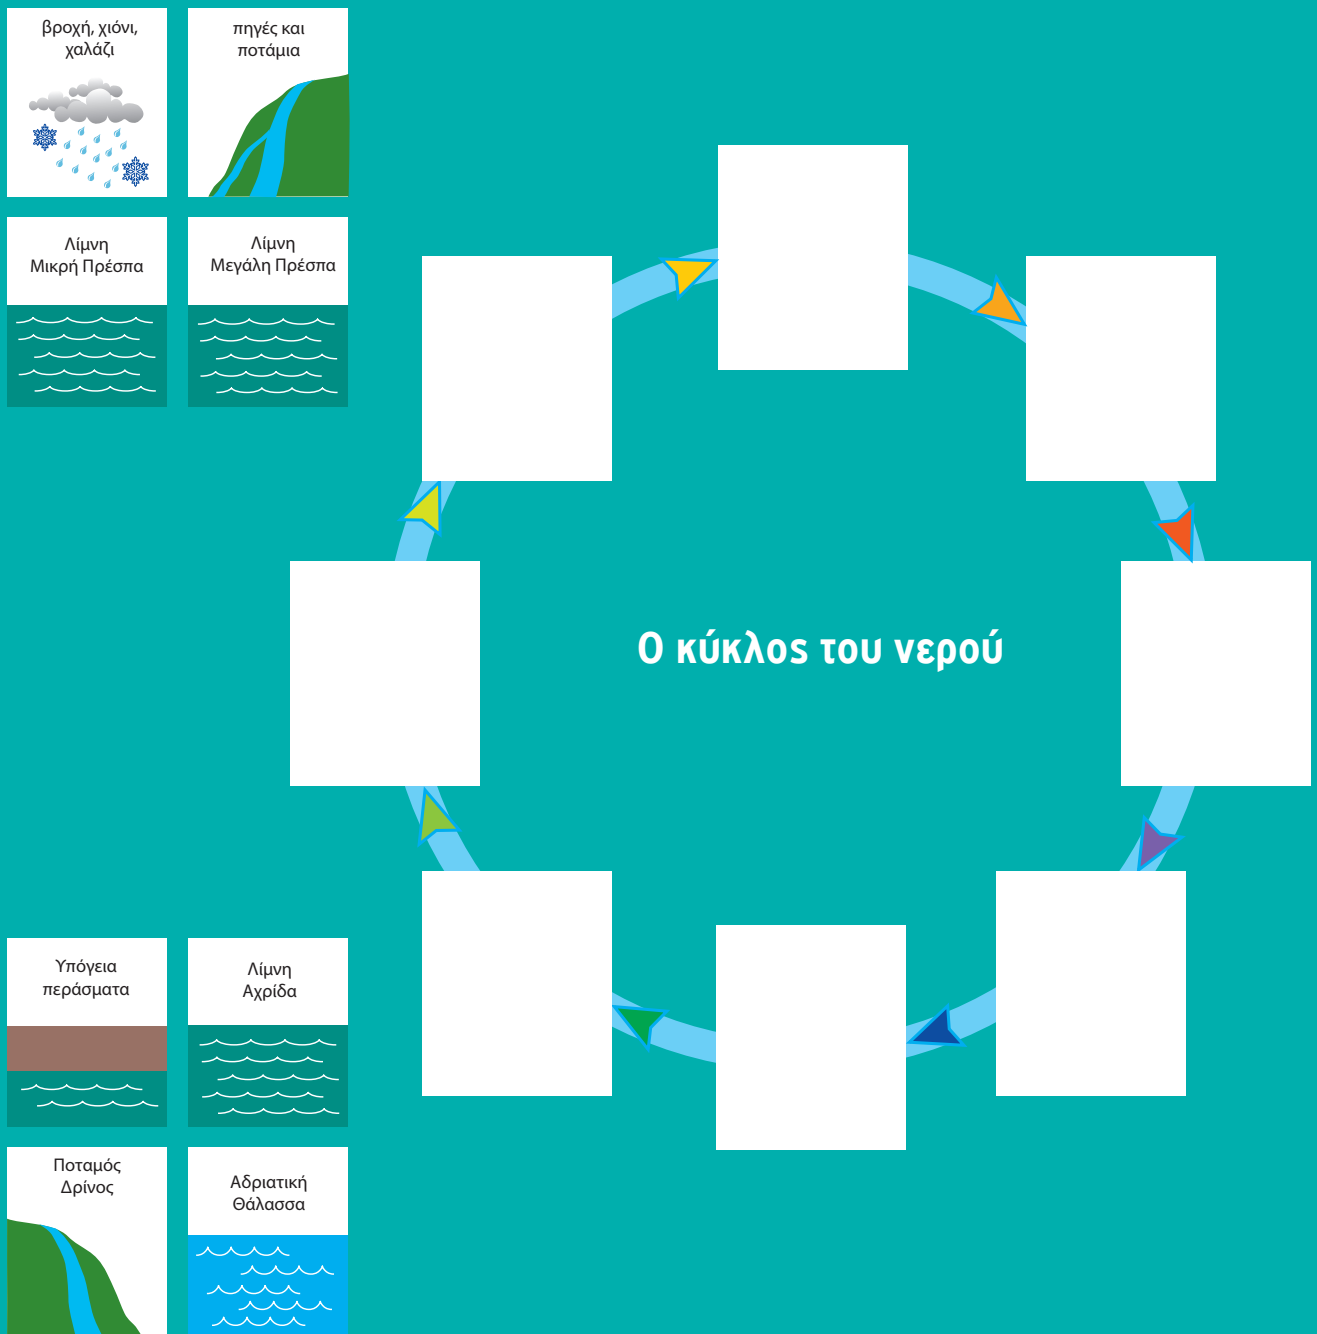 βροχή, χιόνι,
χαλάζι
πηγές και
ποτάμια
Λίμνη
Μικρή Πρέσπα
Λίμνη
Μεγάλη Πρέσπα
Ο κύκλος του νερού
Υπόγεια
περάσματα
Λίμνη
Αχρίδα
Ποταμός
Δρίνος
Αδριατική
Θάλασσα